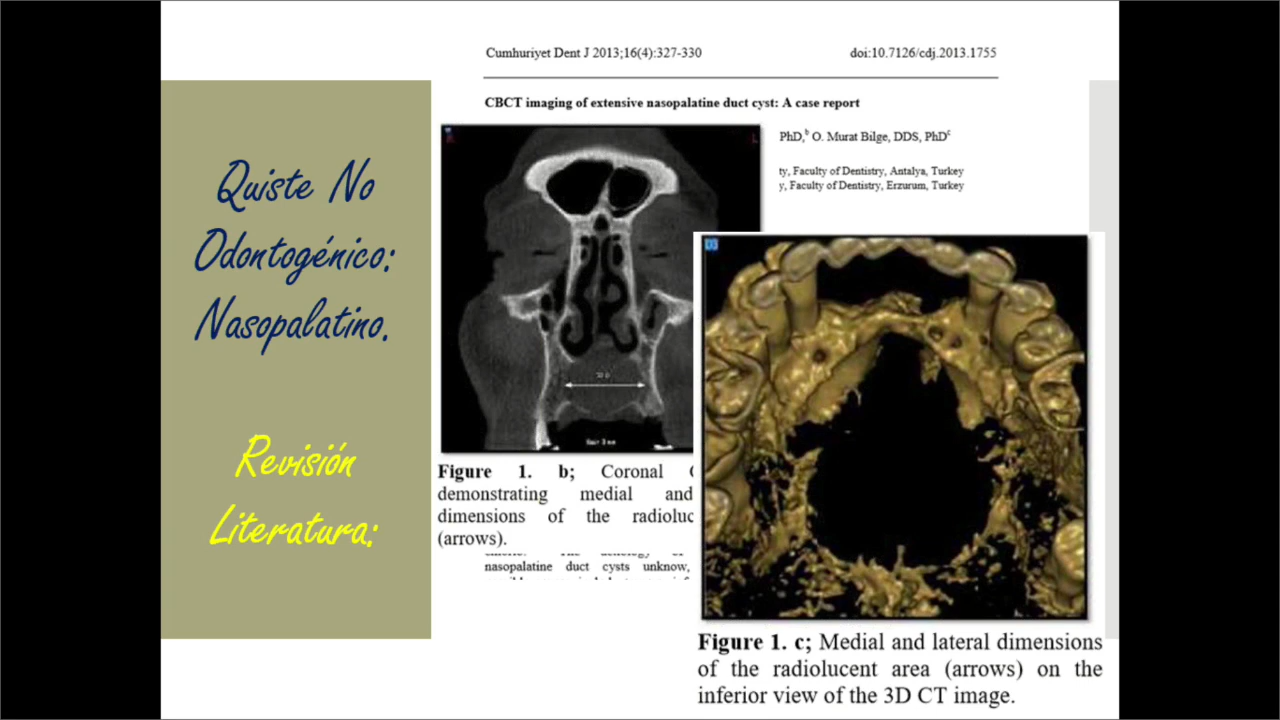 Quiste No
Odontogénico:
Nasopalatino.
Revisión
Literatura:
Cumhuriyet Dent J 2013;16(4):327-330
doi:10.7126/cdj.2013.1755
CBCT imaging of extensive nasopalatine duct cyst: A case report
PhD,b O. Murat Bilge, DDS, PhDc
ty, Faculty of Dentistry, Antalya, Turkey
y, Faculty of Dentistry, Erzurum, Turkey
L
Figure 1. b; Coronal
demonstrating medial and
dimensions of the radioluc
(arrows).
nasopalatine duct cysts unknow,
Figure 1. c; Medial and lateral dimensions
of the radiolucent area (arrows) on the
inferior view of the 3D CT image.